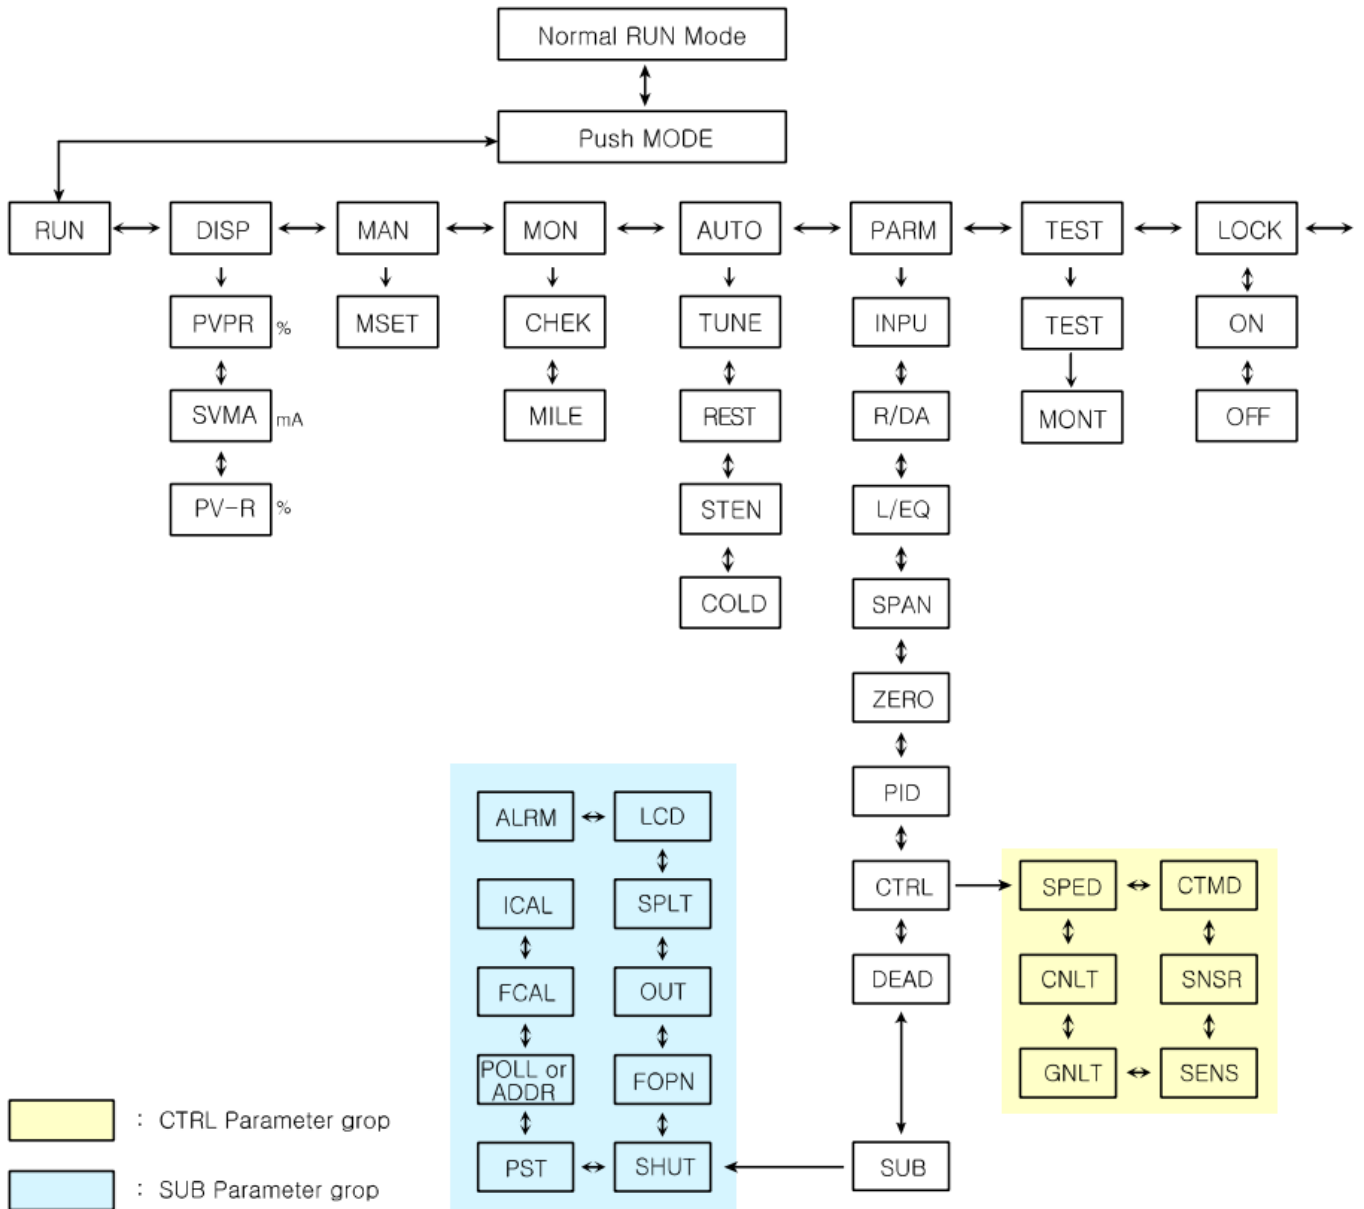 Normal RUN Mode
Push MODE
RUN
DISP
MAN
MON
AUTO
PARM
TEST
LOCK
PVPR %
MSET
CHEK
TUNE
INPU
TEST
ON
SVMA mA
MILE
REST
R/DA
MONT
OFF
PV-R %
STEN
L/EQ
COLD
SPAN
ZERO
PID
ALRM
LCD
CTRL
SPED
CTMD
ICAL
SPLT
DEAD
CNLT
SNSR
FCAL
OUT
POLL or
ADDR
FOPN
GNLT
SENS
PST
SHUT
SUB
: CTRL Parameter grop
: SUB Parameter grop